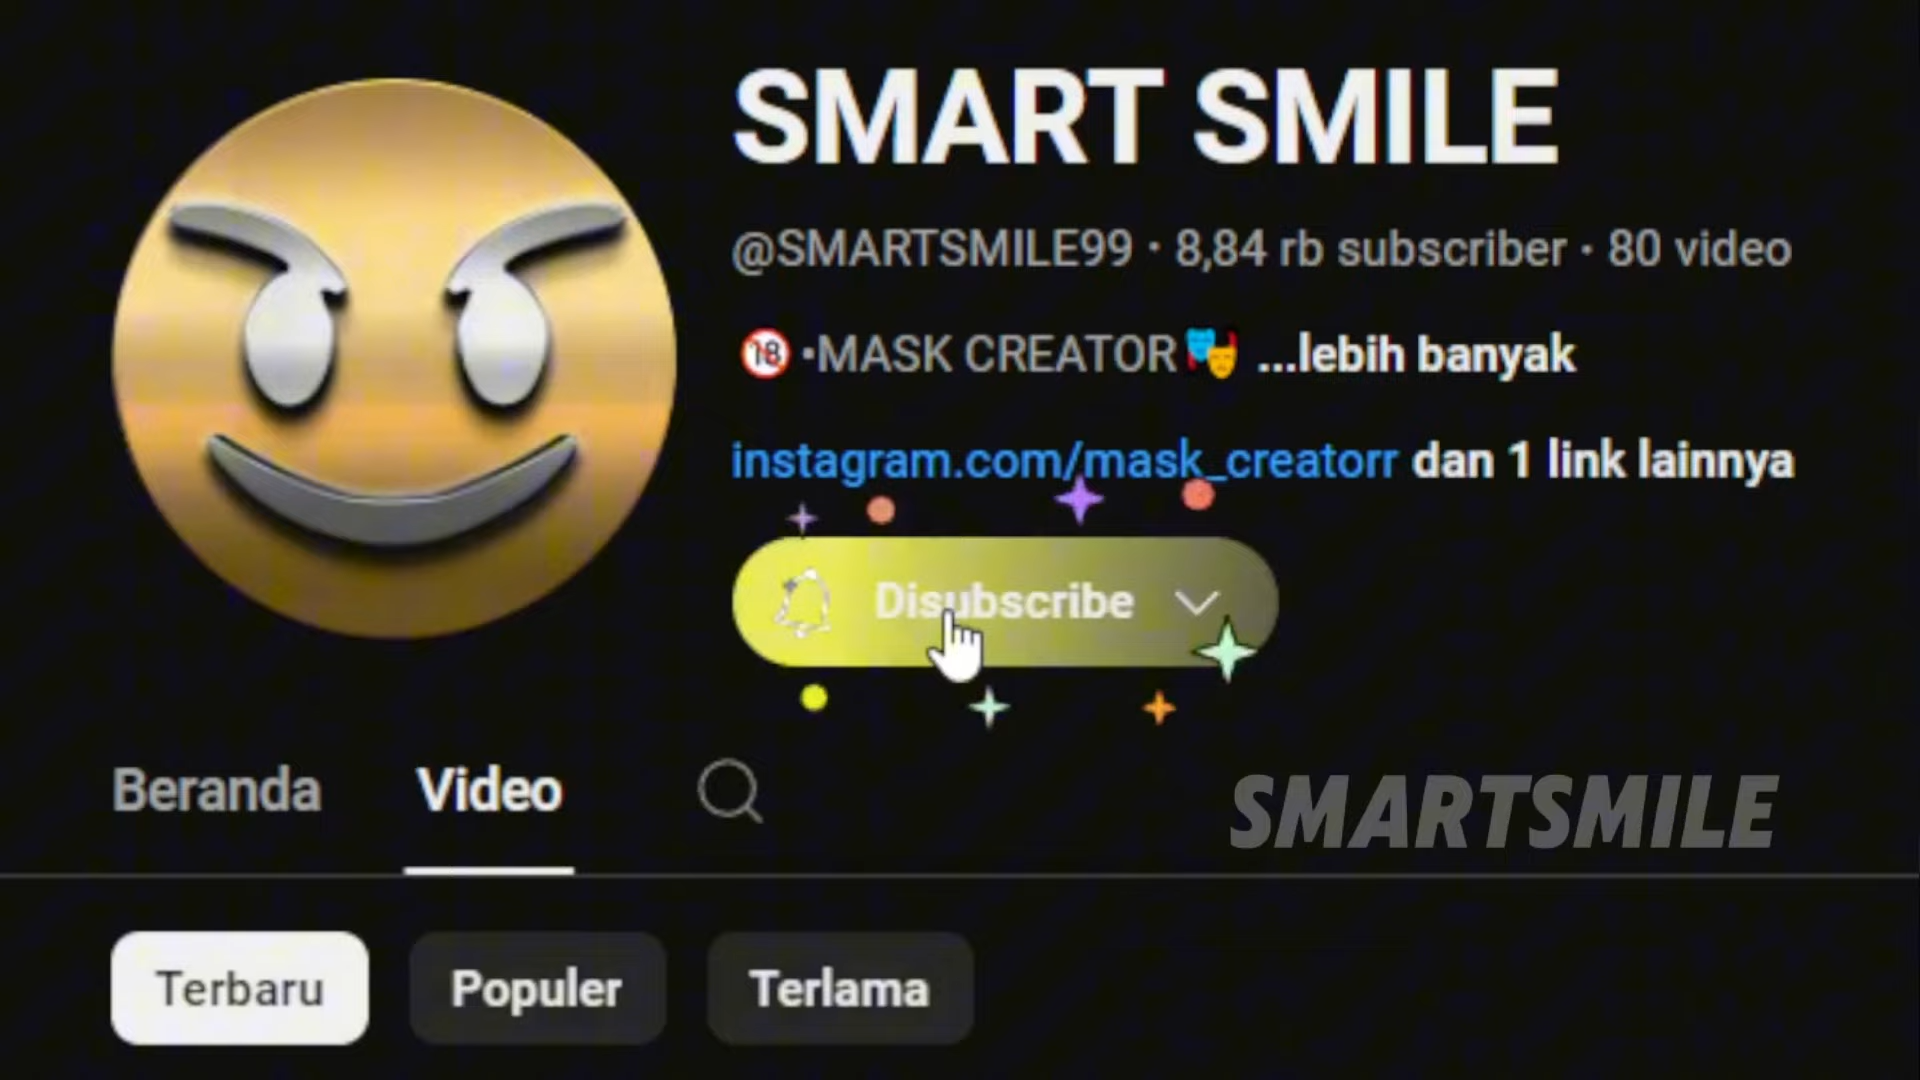 SMART SMILE
@SMARTSMILE99 · 8,84 rb subscriber · 80 video
🔞•MASK CREATOR🎭 ...lebih banyak
instagram.com/mask_creatorr dan 1 link lainnya
Disubscribe
Beranda Video
SMARTSMILE
Terbaru Populer Terlama